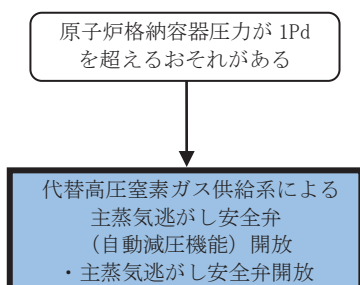 原子炉格納容器圧力が 1Pd
を超えるおそれがある
代替高圧窒素ガス供給系による
主蒸気逃がし安全弁
（自動減圧機能）開放
・主蒸気逃がし安全弁開放